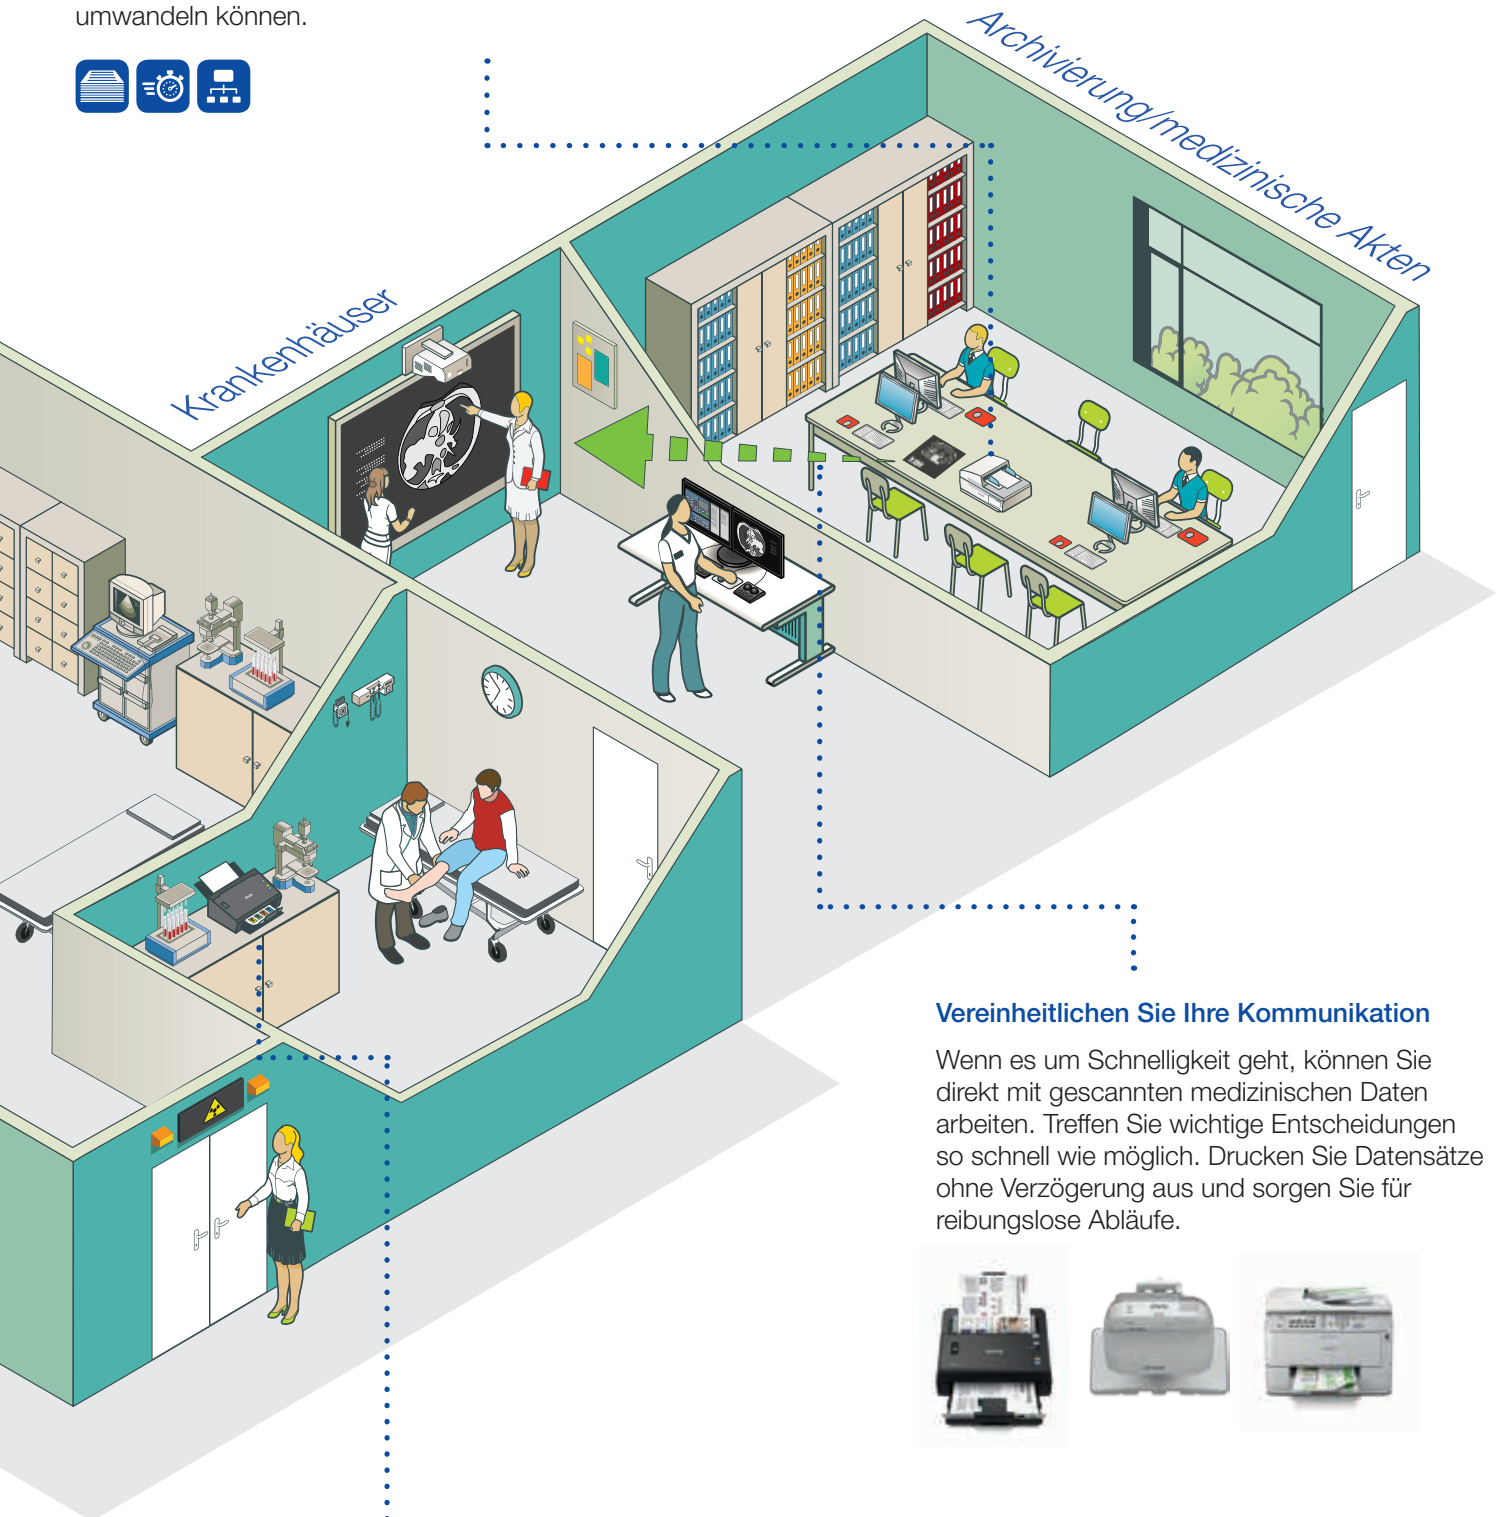 umwandeln können.
Archivierung/medizinische Akten
Krankenhäuser
Vereinheitlichen Sie Ihre Kommunikation
Wenn es um Schnelligkeit geht, können Sie
direkt mit gescannten medizinischen Daten
arbeiten. Treffen Sie wichtige Entscheidungen
so schnell wie möglich. Drucken Sie Datensätze
ohne Verzögerung aus und sorgen Sie für
reibungslose Abläufe.